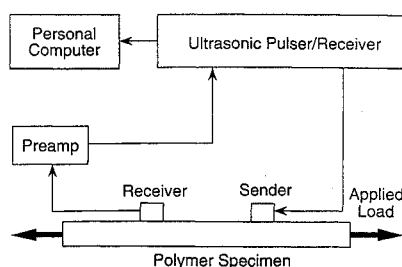 Personal
Computer
Ultrasonic Pulser/Receiver
Preamp
Receiver
Sender
Applied
Load
Polymer Specimen